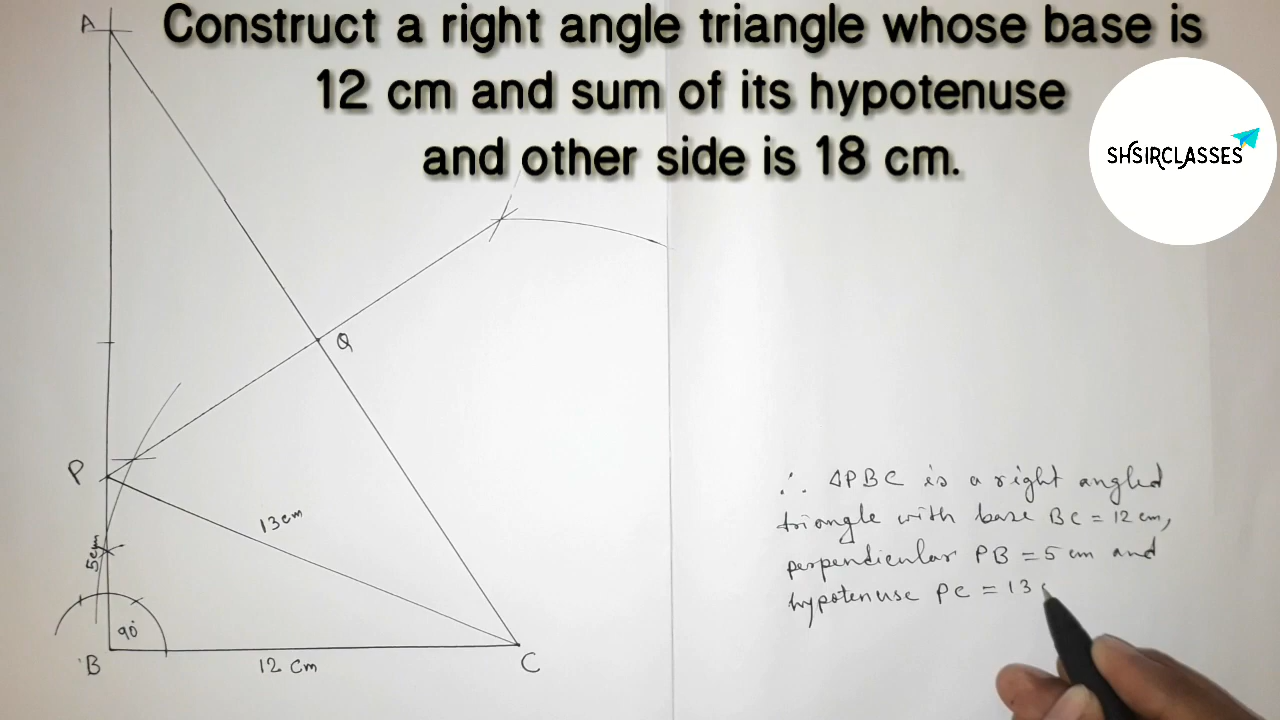 Construct a right angle triangle whose base is
12 cm and sum of its hypotenuse
and other side is 18 cm.
SHSIRCLASSES
A
Q
P
13cm
5cm
90°
B
12 Cm
C
∴ ΔPBC is a right angled
triangle with base BC = 12 cm,
perpendicular PB = 5 cm and
hypotenuse PC = 13